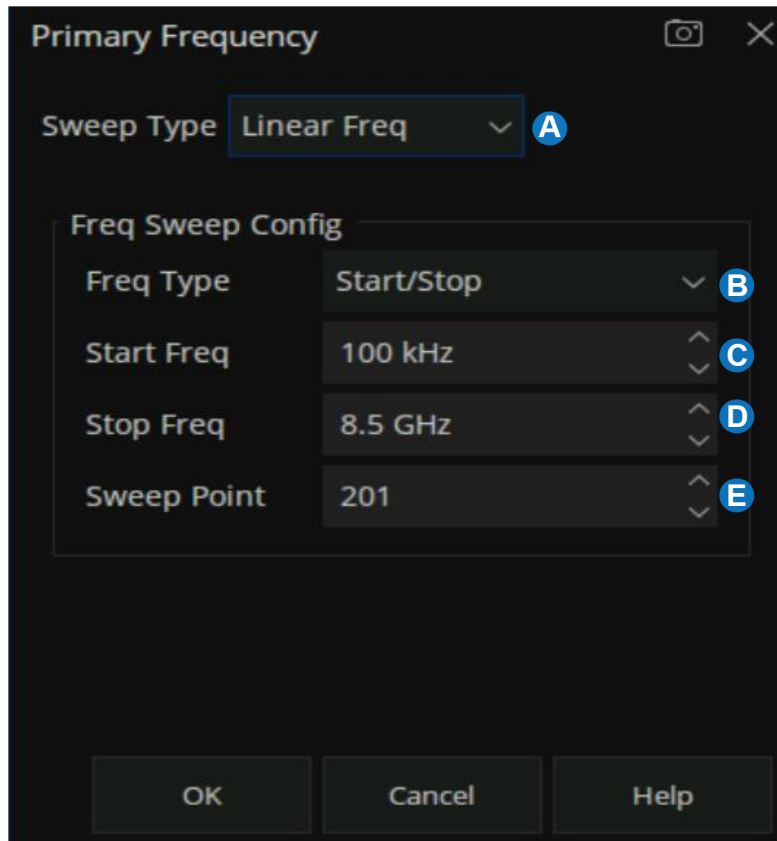 Primary Frequency
Sweep Type Linear Freq A
Freq Sweep Config
Freq Type Start/Stop B
Start Freq 100 kHz C
Stop Freq 8.5 GHz D
Sweep Point 201 E
OK Cancel Help